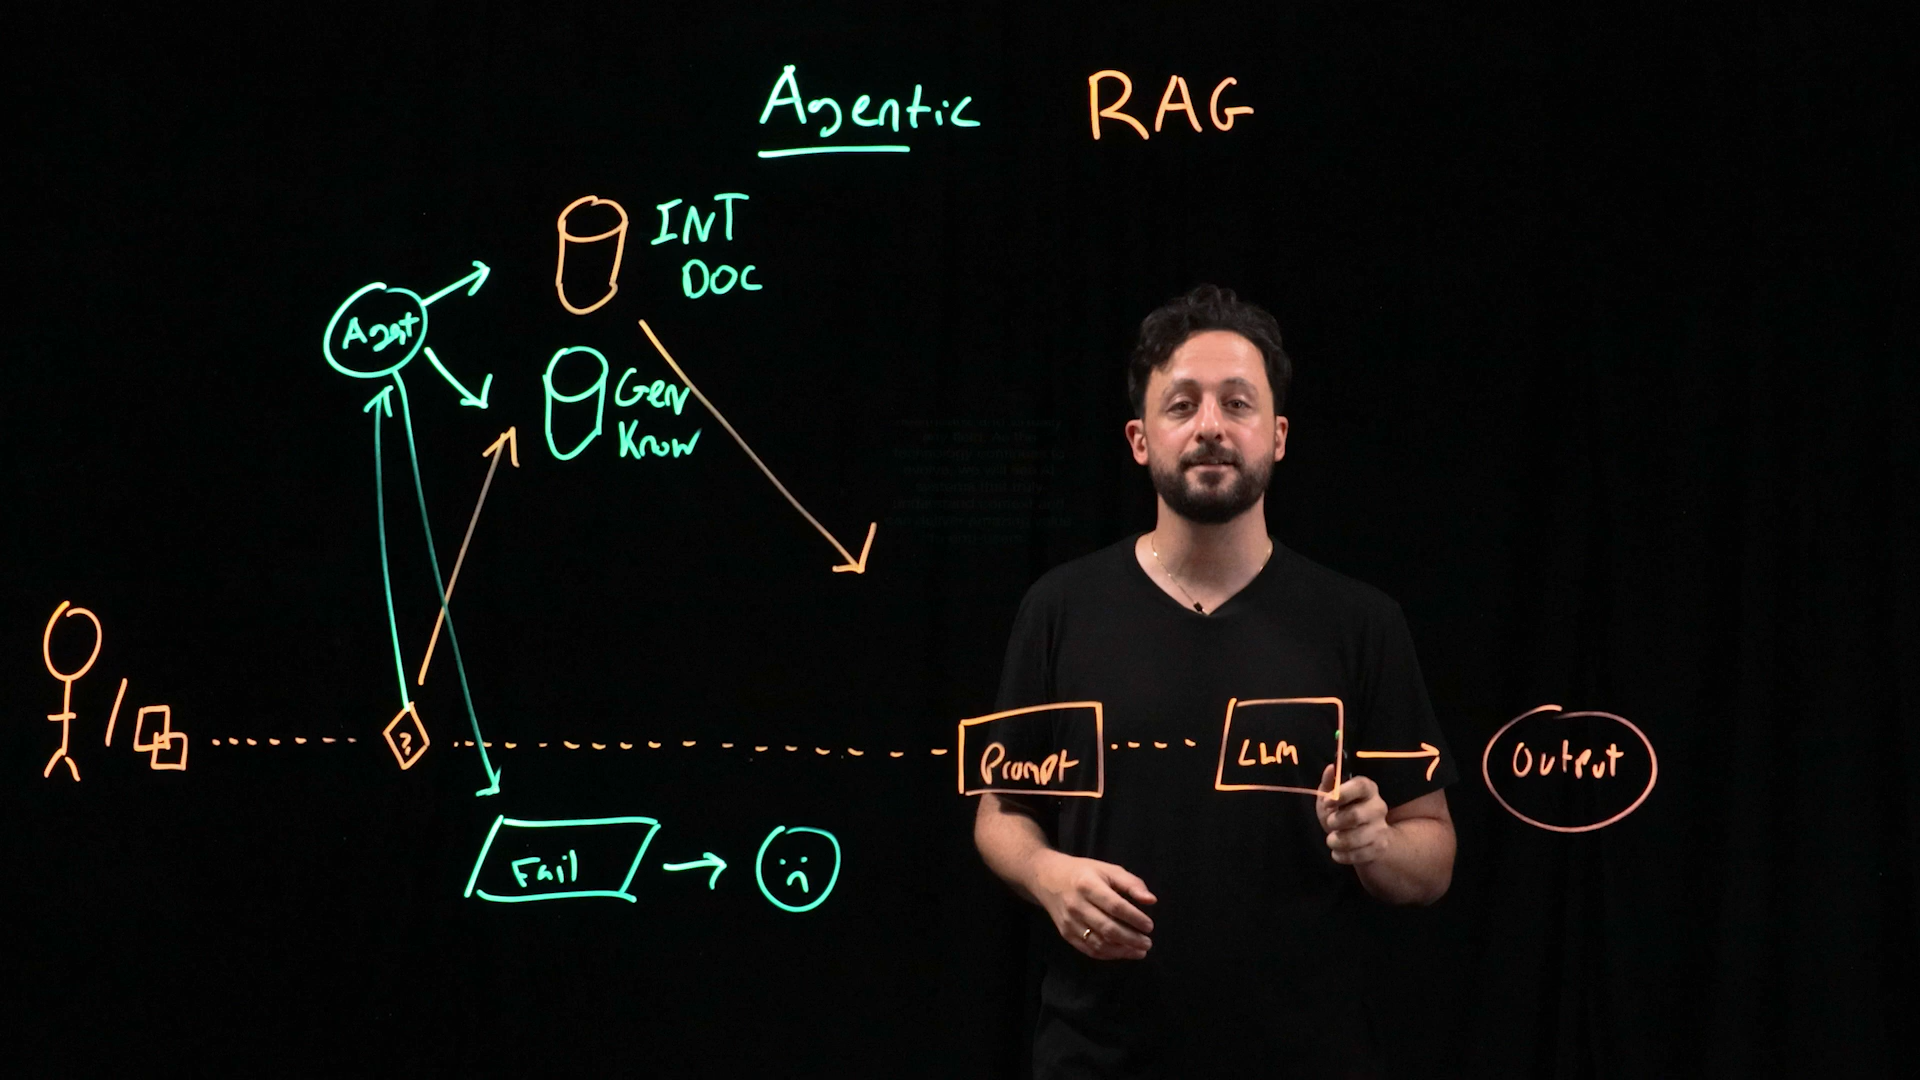 Agentic RAG
INT
DOC
Agent
Gen
Know
?
Prompt
LLM
Output
Fail